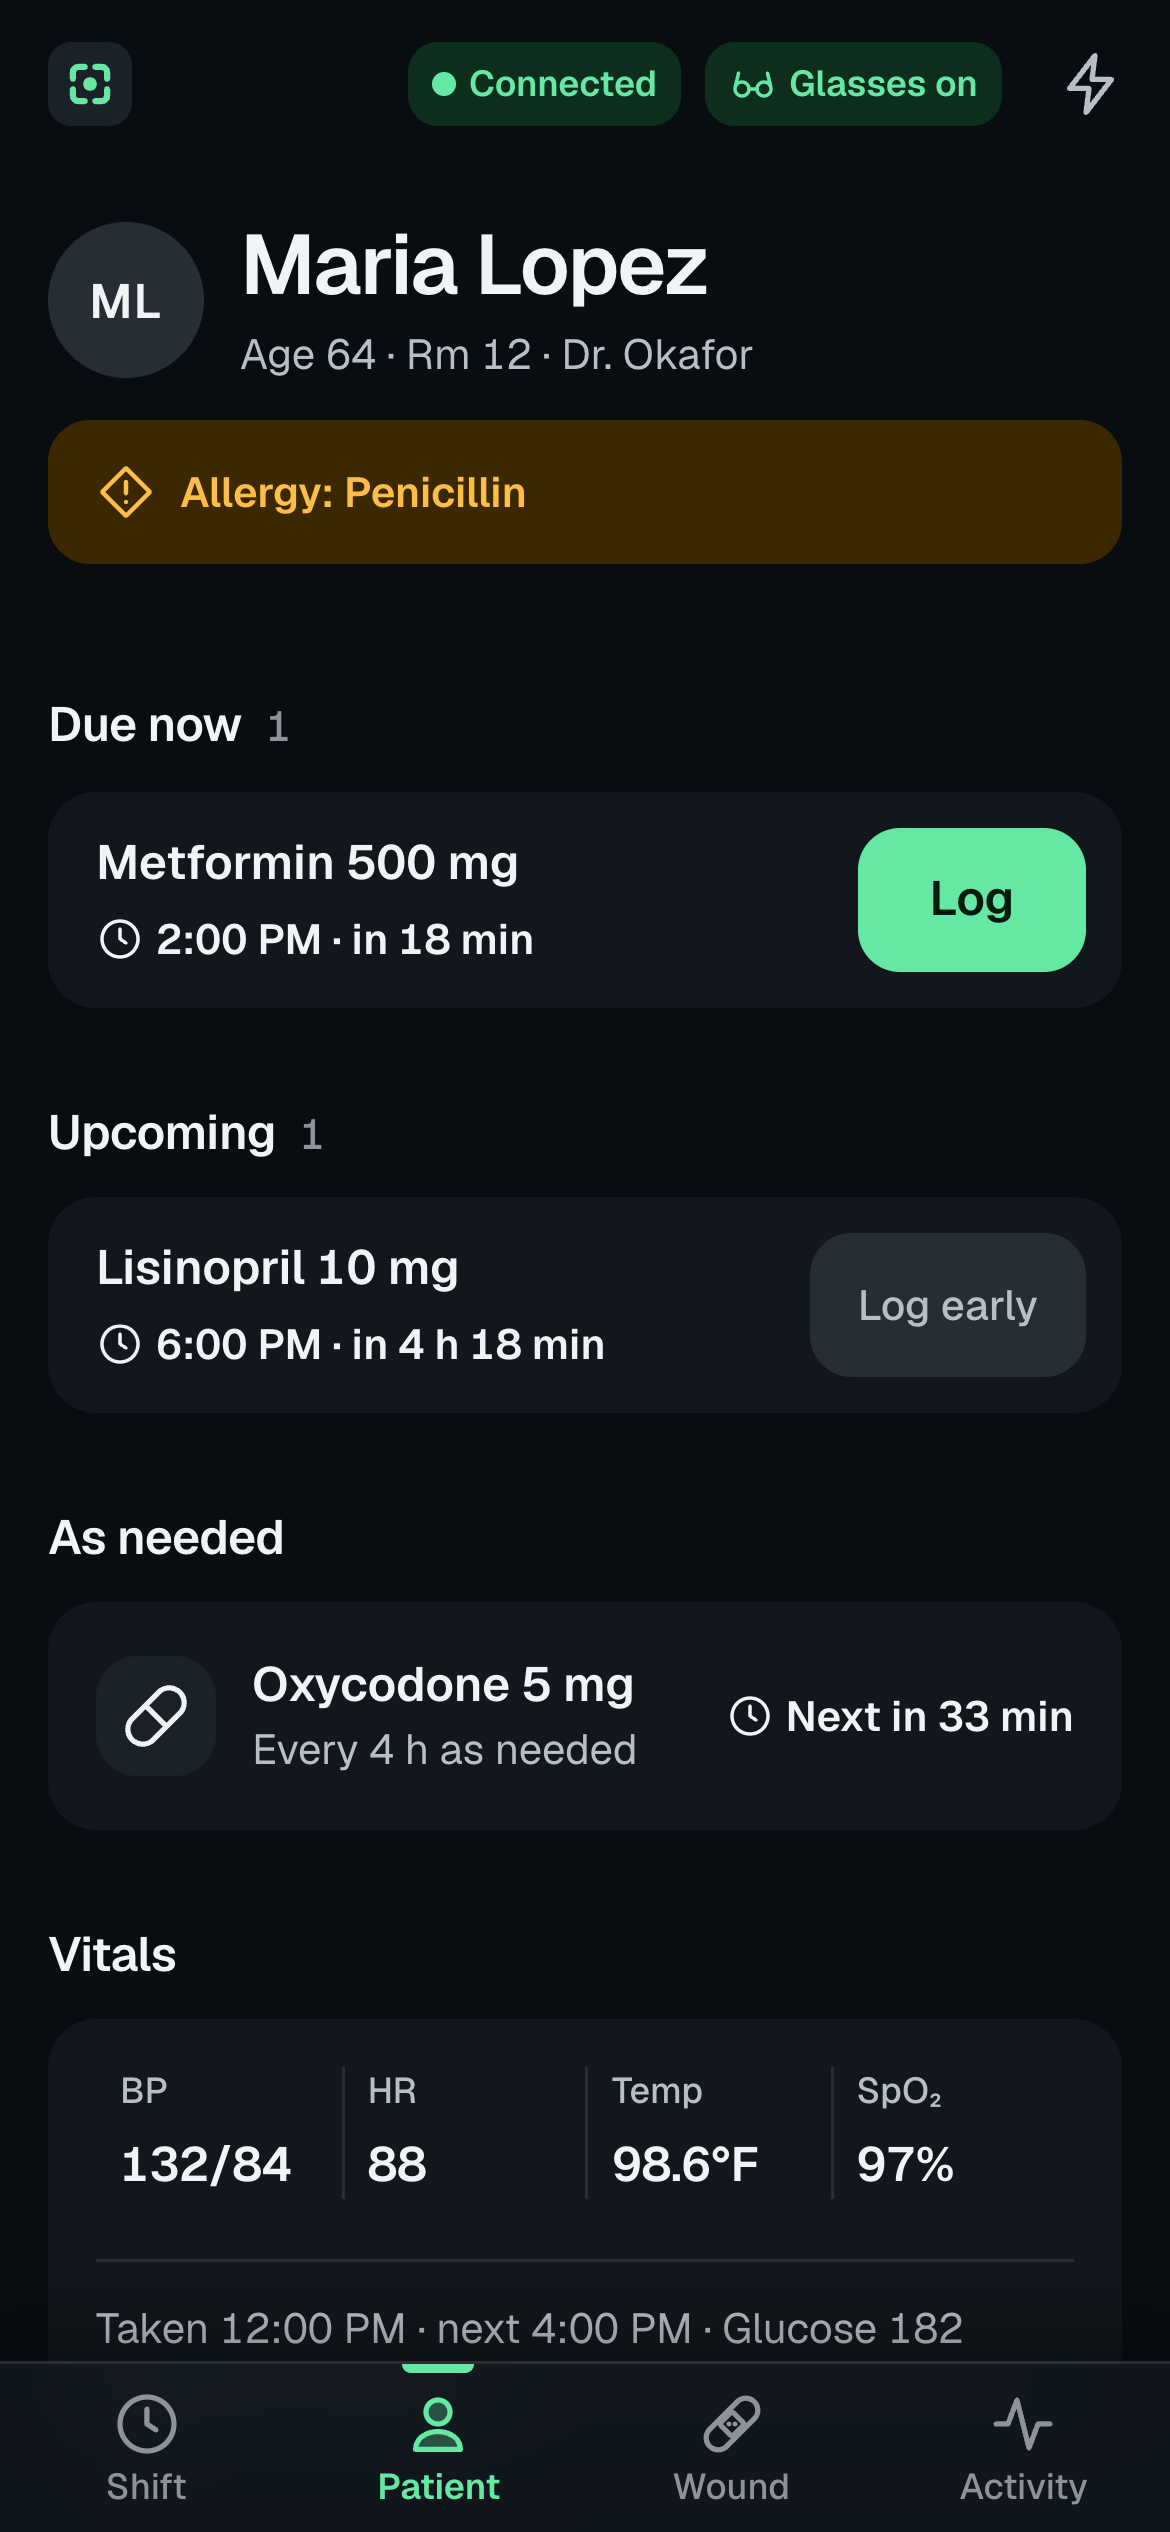 Connected
Glasses on
ML
Maria Lopez
Age 64 · Rm 12 · Dr. Okafor
Allergy: Penicillin
Due now 1
Metformin 500 mg
2:00 PM · in 18 min
Log
Upcoming 1
Lisinopril 10 mg
6:00 PM · in 4 h 18 min
Log early
As needed
Oxycodone 5 mg
Every 4 h as needed
Next in 33 min
Vitals
BP HR Temp SpO₂
132/84 88 98.6°F 97%
Taken 12:00 PM · next 4:00 PM · Glucose 182
Shift Patient Wound Activity